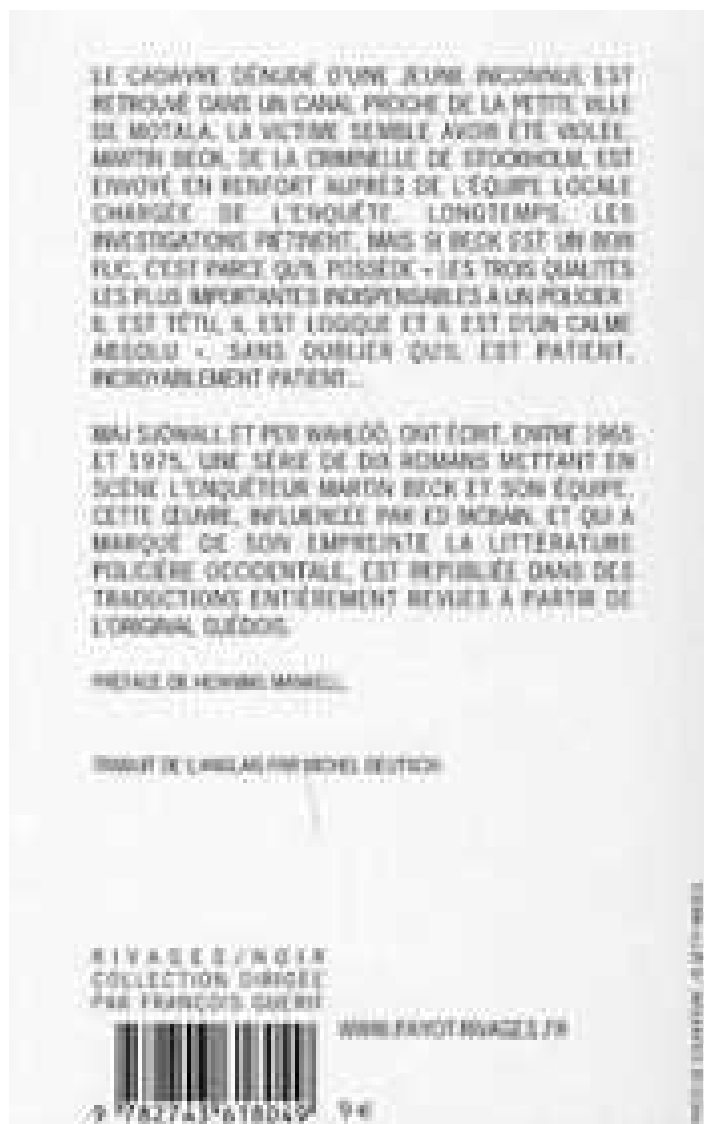 LE CADAVRE DÉNUDÉ D'UNE JEUNE INCONNUE EST
RETROUVÉ DANS UN CANAL PROCHE DE LA PETITE VILLE
DE MOTALA. LA VICTIME SEMBLE AVOIR ÉTÉ VIOLÉE.
MARTIN BECK, DE LA CRIMINELLE DE STOCKHOLM, EST
ENVOYÉ EN RENFORT AUPRÈS DE L'ÉQUIPE LOCALE
CHARGÉE DE L'ENQUÊTE. LONGTEMPS, LES
INVESTIGATIONS PIÉTINENT, MAIS SI BECK EST UN BON
FLIC, C'EST PARCE QU'IL POSSÈDE « LES TROIS QUALITÉS
LES PLUS IMPORTANTES INDISPENSABLES À UN POLICIER :
IL EST TÊTU, IL EST LOGIQUE ET IL EST D'UN CALME
ABSOLU ». SANS OUBLIER QU'IL EST PATIENT,
INCROYABLEMENT PATIENT...
MAJ SJÖWALL ET PER WAHLÖÖ, ONT ÉCRIT, ENTRE 1965
ET 1975, UNE SÉRIE DE DIX ROMANS METTANT EN
SCÈNE L'ENQUÊTEUR MARTIN BECK ET SON ÉQUIPE.
CETTE ŒUVRE, INFLUENCÉE PAR ED MCBAIN, ET QUI A
MARQUÉ DE SON EMPREINTE LA LITTÉRATURE
POLICIÈRE OCCIDENTALE, EST REPUBLIÉE DANS DES
TRADUCTIONS ENTIÈREMENT REVUES À PARTIR DE
L'ORIGINAL SUÉDOIS.
PRÉFACE DE HENNING MANKELL
TRADUIT DE L'ANGLAIS PAR MICHEL DEUTSCH
RIVAGES/NOIR
COLLECTION DIRIGÉE
PAR FRANÇOIS GUÉRIF
WWW.PAYOT-RIVAGES.FR
9 782743 618049
9 €